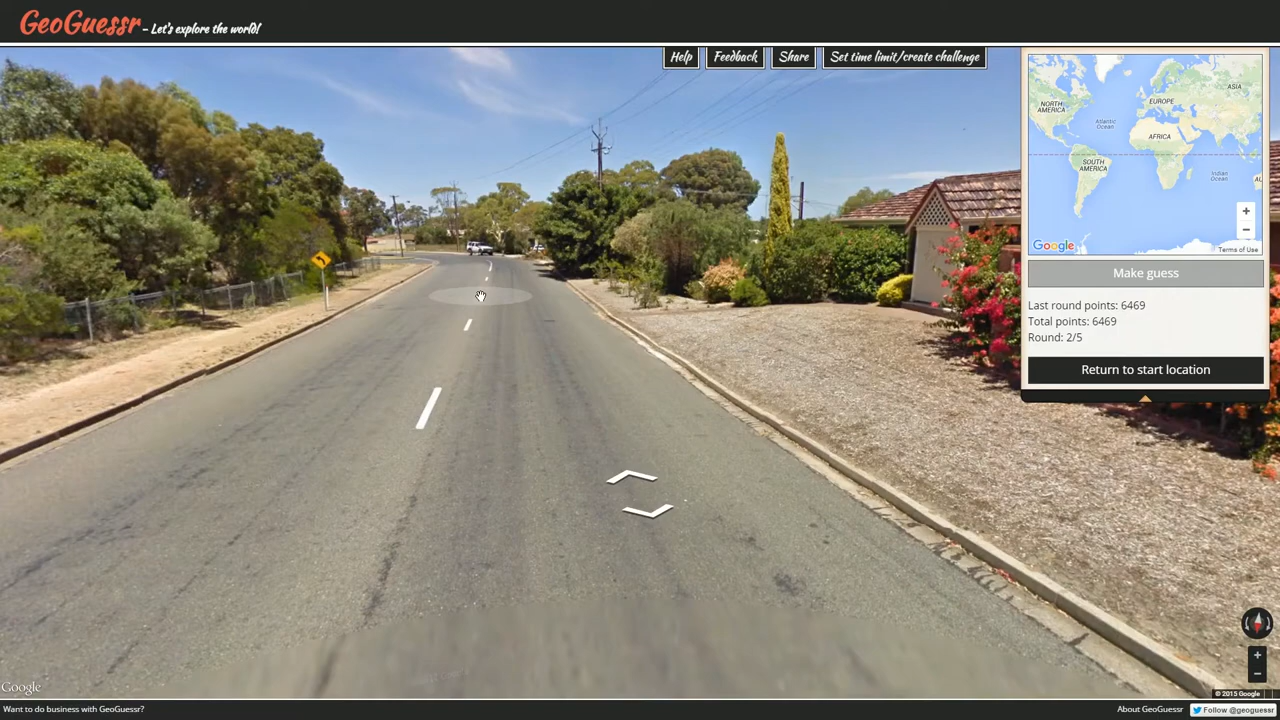 GeoGuessr - Let's explore the world!
Help
Feedback
Share
Set time limit/create challenge
NORTH AMERICA
Atlantic Ocean
EUROPE
ASIA
AFRICA
SOUTH AMERICA
Indian Ocean
AU
+
-
Google
Terms of Use
Make guess
Last round points: 6469
Total points: 6469
Round: 2/5
Return to start location
+
-
Google
© 2015 Google
Want to do business with GeoGuessr?
About GeoGuessr
Follow @geoguessr